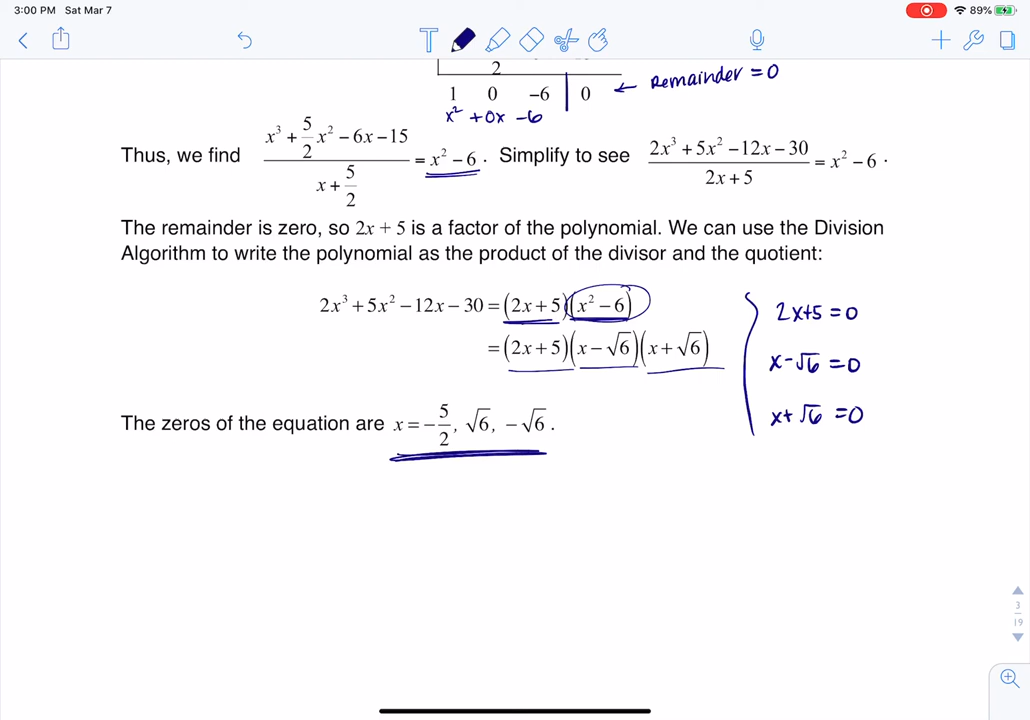 3:00 PM Sat Mar 7 89%
2
1 0 -6 0 ← Remainder = 0
x² + 0x - 6
Thus, we find (x³ + 5/2 x² − 6x − 15)/(x + 5/2) = x² − 6 . Simplify to see (2x³ + 5x² − 12x − 30)/(2x + 5) = x² − 6 .
The remainder is zero, so 2x + 5 is a factor of the polynomial. We can use the Division
Algorithm to write the polynomial as the product of the divisor and the quotient:
2x³ + 5x² − 12x − 30 = (2x + 5)(x² − 6)
2x+5 = 0
= (2x + 5)(x − √6)(x + √6)
x - √6 = 0
x + √6 = 0
The zeros of the equation are x = −5/2, √6, −√6 .
3
19